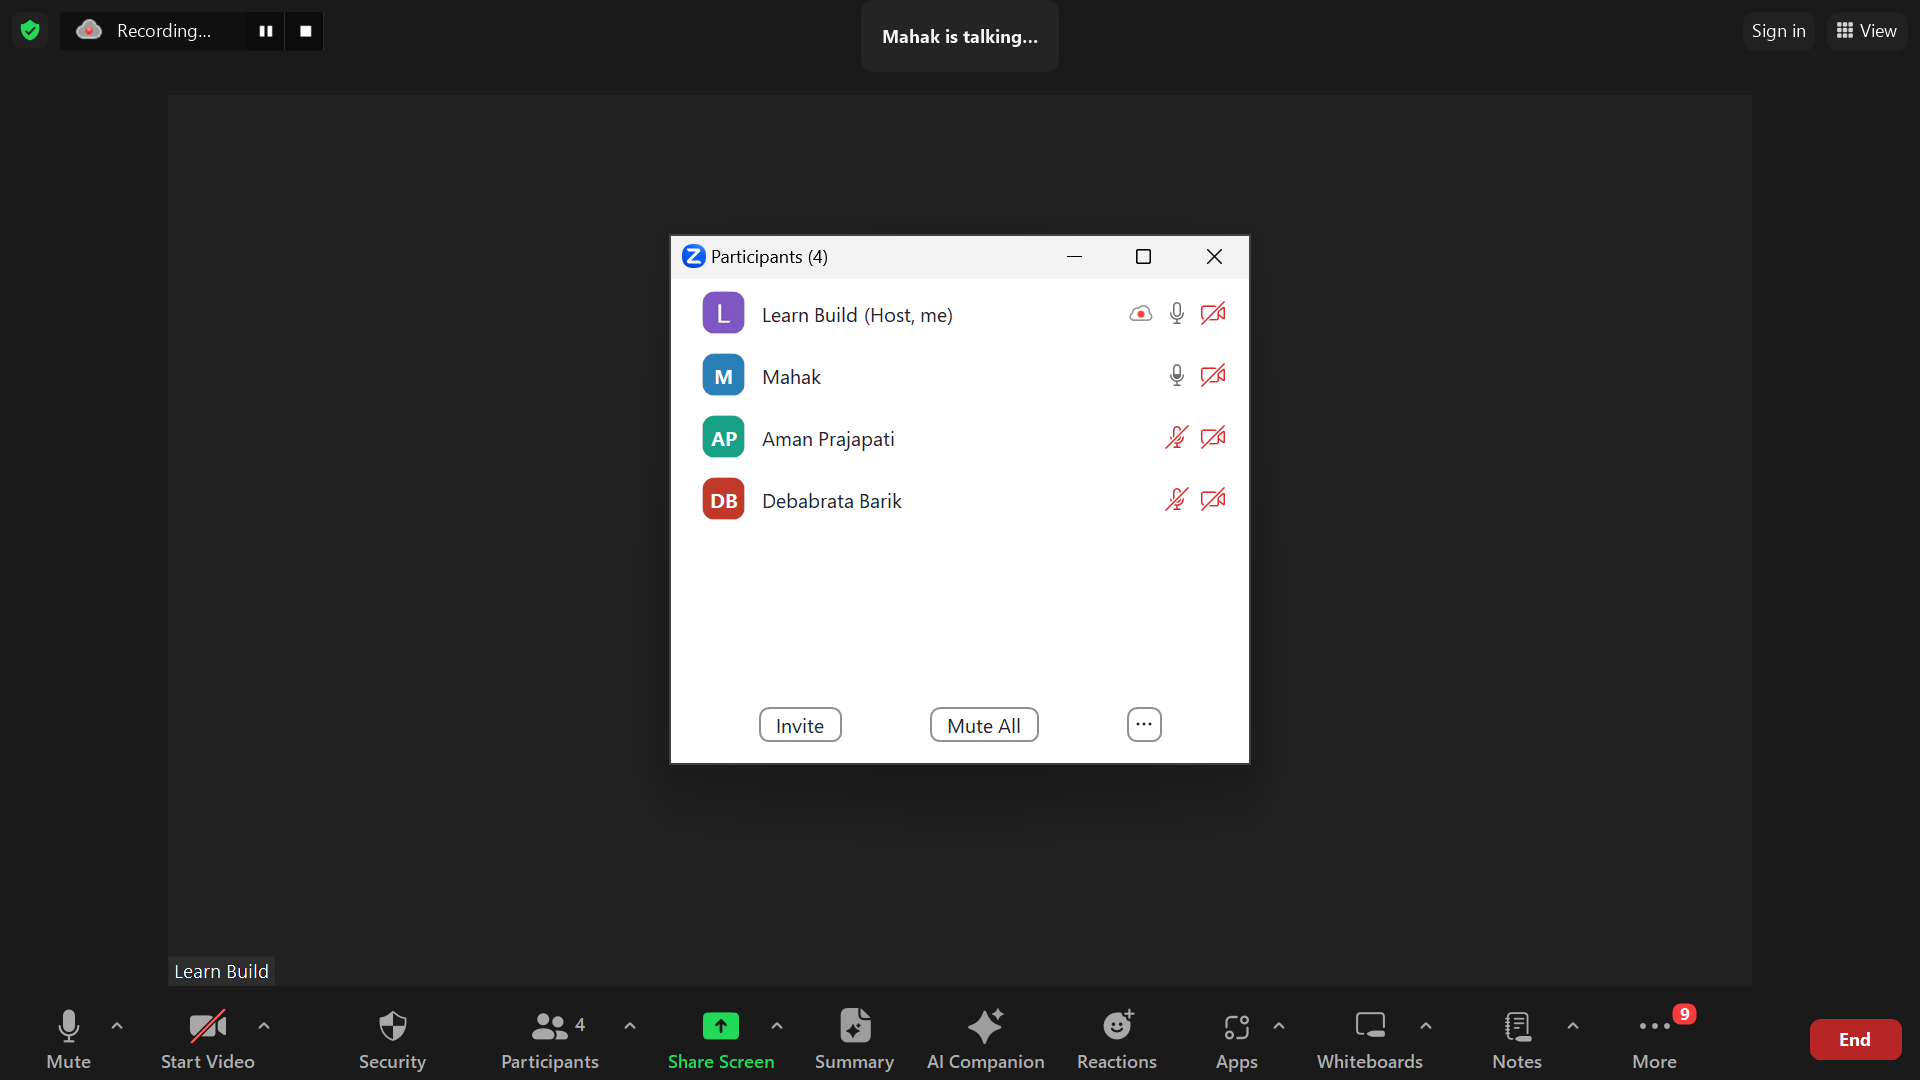 Recording...
Mahak is talking...
Sign in
View
Participants (4)
L
Learn Build (Host, me)
M
Mahak
AP
Aman Prajapati
DB
Debabrata Barik
Invite
Mute All
Learn Build
Mute
Start Video
Security
4
Participants
Share Screen
Summary
AI Companion
Reactions
Apps
Whiteboards
Notes
9
More
End